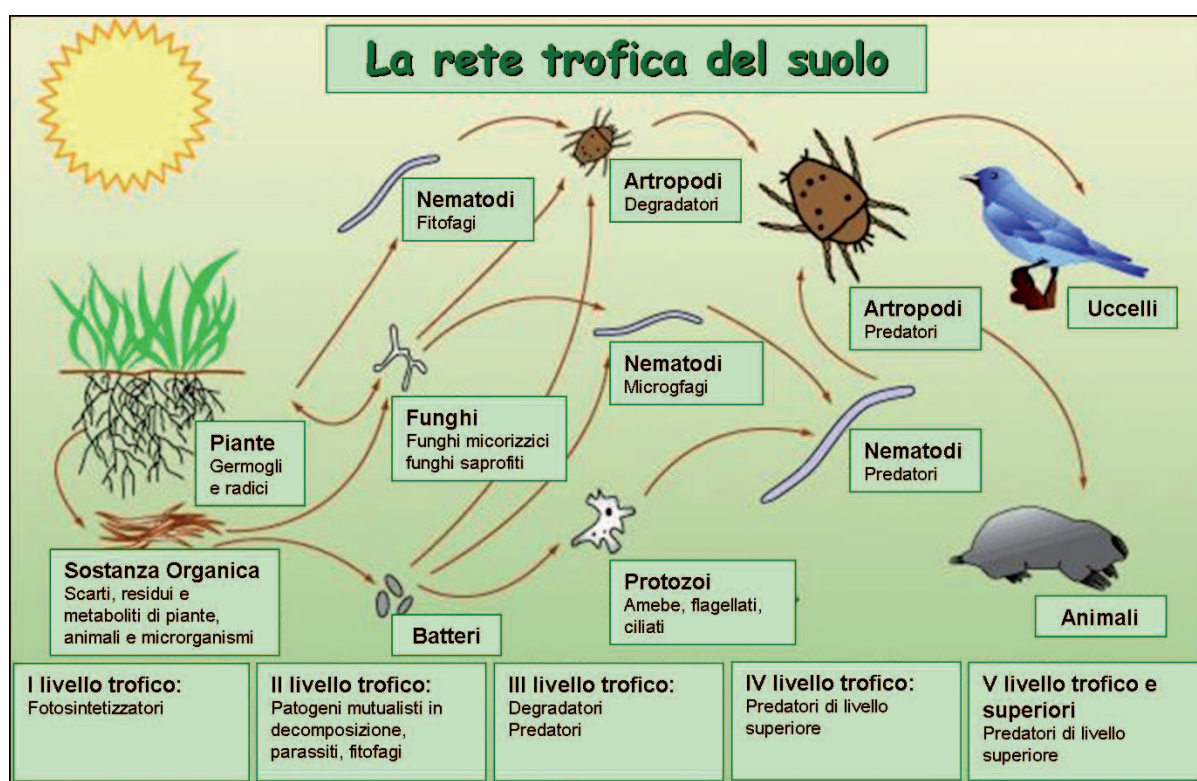 La rete trofica del suolo
Nematodi
Fitofagi
Artropodi
Degradatori
Artropodi
Predatori
Uccelli
Nematodi
Microgfagi
Piante
Germogli
e radici
Funghi
Funghi micorizzici
funghi saprofiti
Nematodi
Predatori
Sostanza Organica
Scarti, residui e
metaboliti di piante,
animali e microrganismi
Batteri
Protozoi
Amebe, flagellati,
ciliati
Animali
I livello trofico:
Fotosintetizzatori
II livello trofico:
Patogeni mutualisti in
decomposizione,
parassiti, fitofagi
III livello trofico:
Degradatori
Predatori
IV livello trofico:
Predatori di livello
superiore
V livello trofico e
superiori
Predatori di livello
superiore